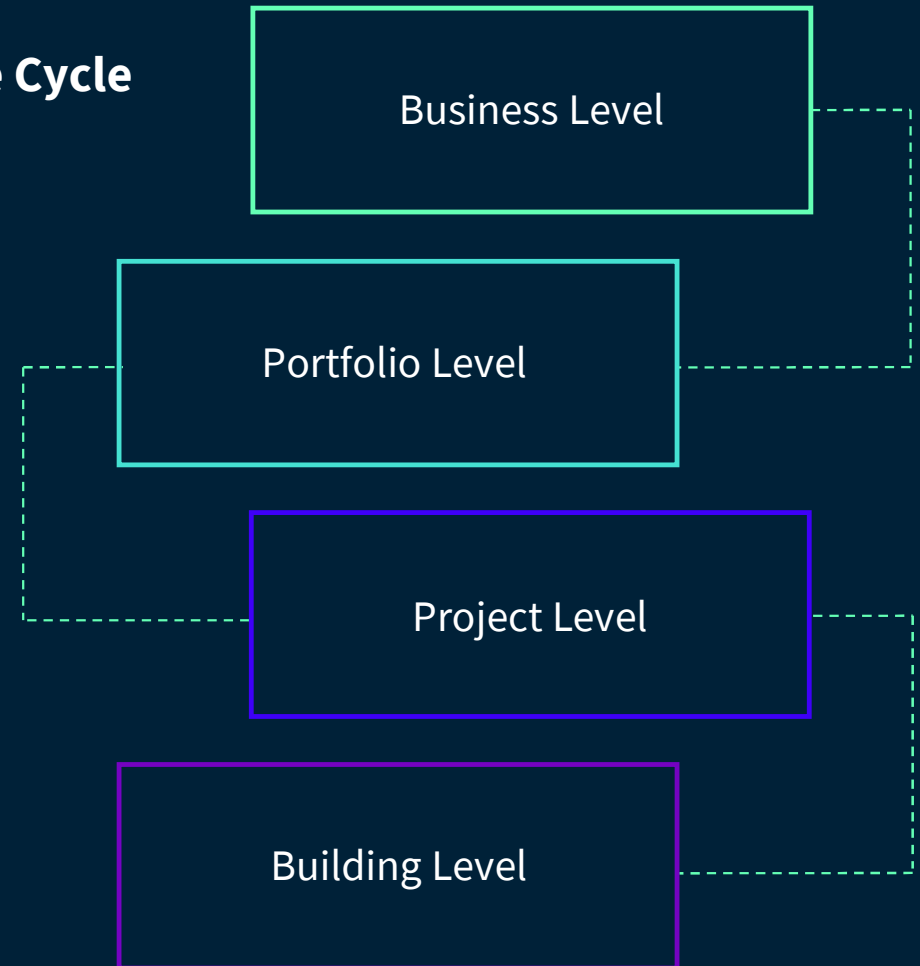 e Cycle
Business Level
Portfolio Level
Project Level
Building Level